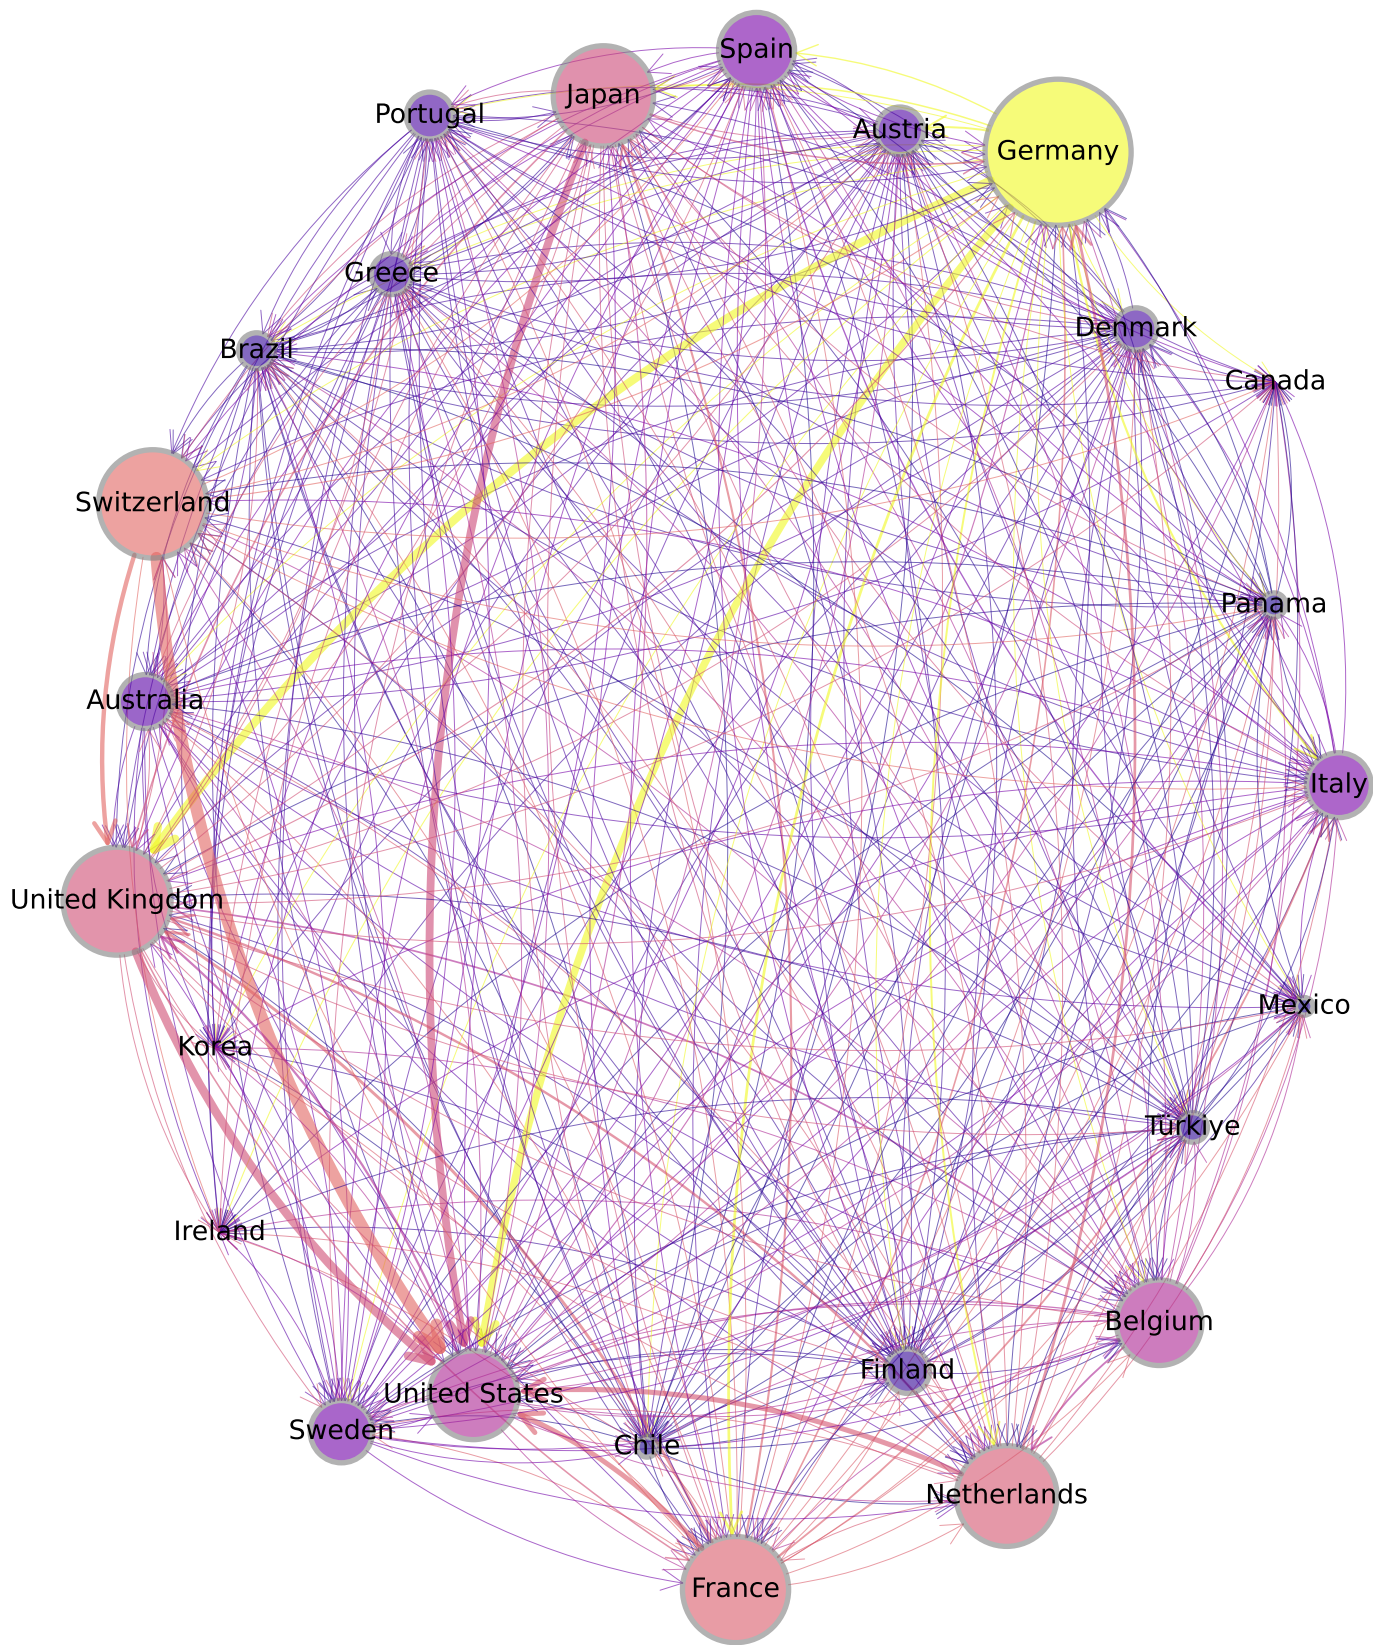 Spain
Japan
Portugal
Austria
Germany
Greece
Denmark
Brazil
Canada
Switzerland
Panama
Australia
Italy
United Kingdom
Mexico
Korea
Türkiye
Ireland
Belgium
Finland
United States
Sweden
Chile
Netherlands
France